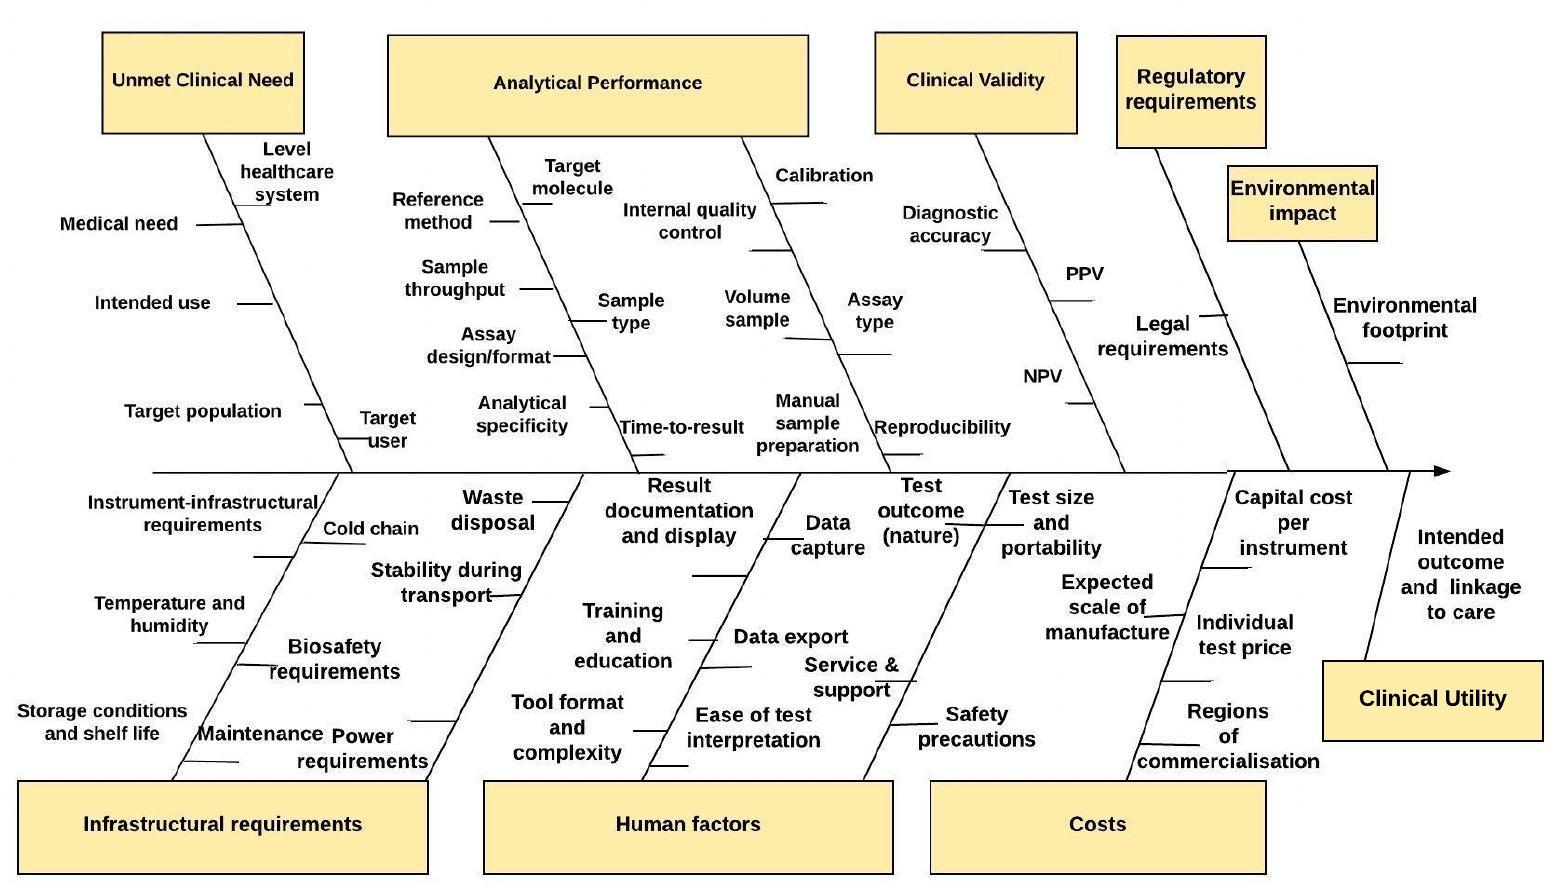 Unmet Clinical Need
Analytical Performance
Clinical Validity
Regulatory
requirements
Environmental
impact
Level
healthcare
system
Medical need
Intended use
Target population
Target
user
Target
molecule
Reference
method
Sample
throughput
Sample
type
Assay
design/format
Analytical
specificity
Time-to-result
Calibration
Internal quality
control
Volume
sample
Assay
type
Manual
sample
preparation
Reproducibility
Diagnostic
accuracy
PPV
NPV
Legal
requirements
Environmental
footprint
Instrument-infrastructural
requirements
Cold chain
Temperature and
humidity
Biosafety
requirements
Storage conditions
and shelf life
Maintenance
Waste
disposal
Stability during
transport
Power
requirements
Result
documentation
and display
Data
capture
Training
and
education
Data export
Tool format
and
complexity
Ease of test
interpretation
Test
outcome
(nature)
Test size
and
portability
Service &
support
Safety
precautions
Capital cost
per
instrument
Expected
scale of
manufacture
Individual
test price
Regions
of
commercialisation
Intended
outcome
and linkage
to care
Clinical Utility
Infrastructural requirements
Human factors
Costs